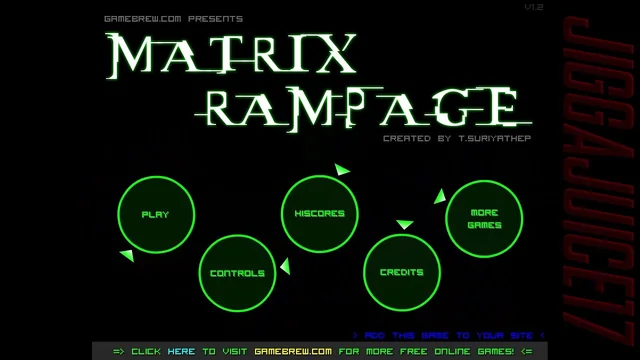 V1.2
GAMEBREW.COM PRESENTS
MATRIX
RAMPAGE
CREATED BY T.SURIYATHEP
PLAY
HISCORES
MORE
GAMES
CONTROLS
CREDITS
> ADD THIS GAME TO YOUR SITE <
=> CLICK HERE TO VISIT GAMEBREW.COM FOR MORE FREE ONLINE GAMES! <=
JIGGAJUICE17